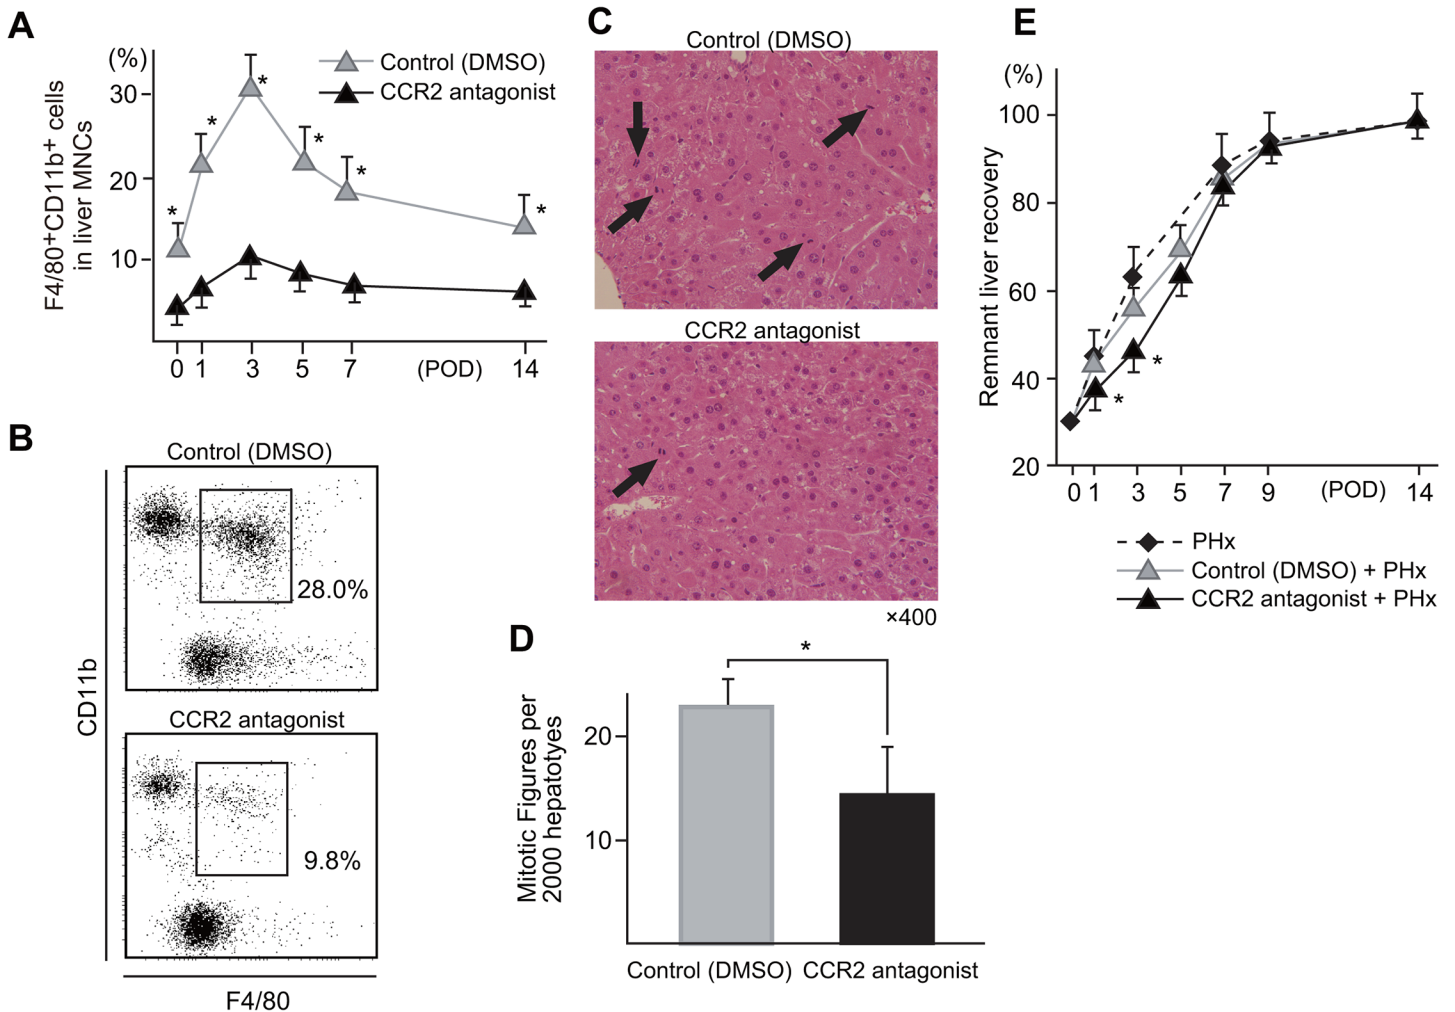 A
(%)
30
20
10
F4/80+CD11b+ cells
in liver MNCs
Control (DMSO)
CCR2 antagonist
*
*
*
*
*
*
0 1 3 5 7 (POD) 14
B
Control (DMSO)
28.0%
CCR2 antagonist
9.8%
CD11b
F4/80
C
Control (DMSO)
CCR2 antagonist
×400
D
*
20
10
Mitotic Figures per
2000 hepatotyes
Control (DMSO) CCR2 antagonist
E
(%)
100
80
60
40
20
Remnant liver recovery
*
*
0 1 3 5 7 9 (POD) 14
PHx
Control (DMSO) + PHx
CCR2 antagonist + PHx